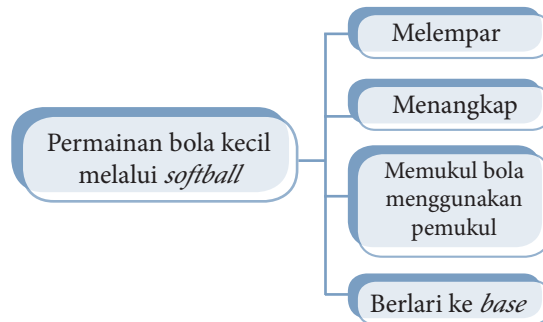 Permainan bola kecil
melalui softball
Melempar
Menangkap
Memukul bola
menggunakan
pemukul
Berlari ke base